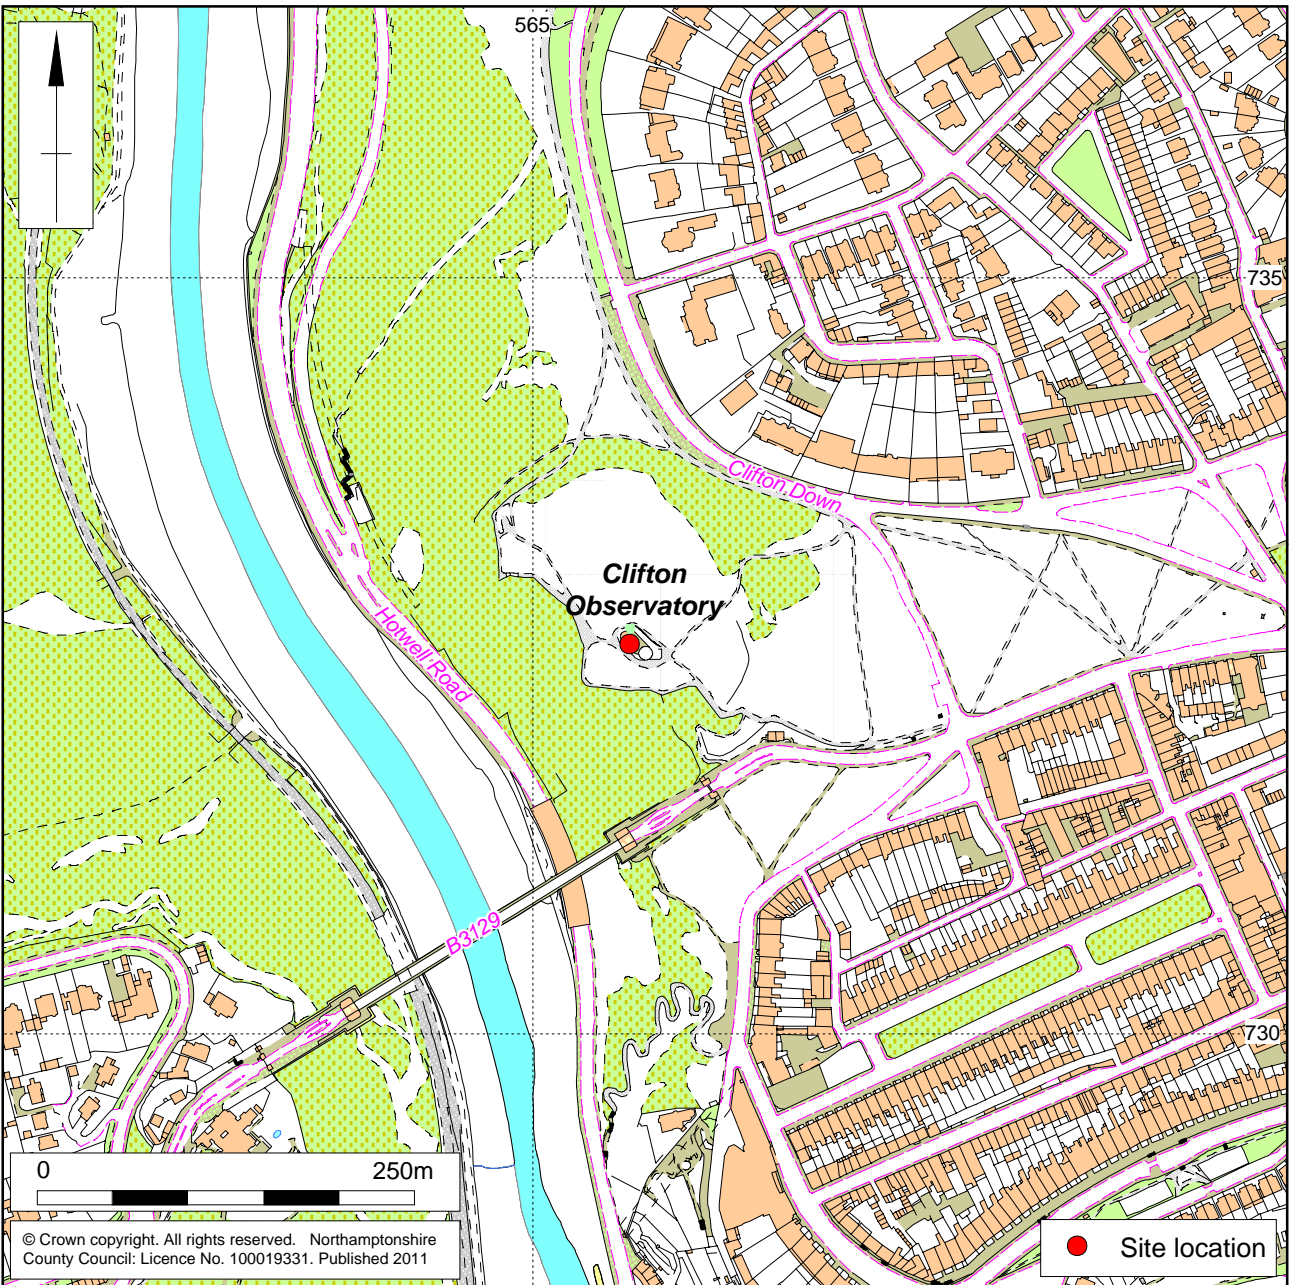 565
735
Clifton Down
Clifton
Observatory
Hotwell Road
B3129
730
0 250m
© Crown copyright. All rights reserved. Northamptonshire
County Council: Licence No. 100019331. Published 2011
Site location